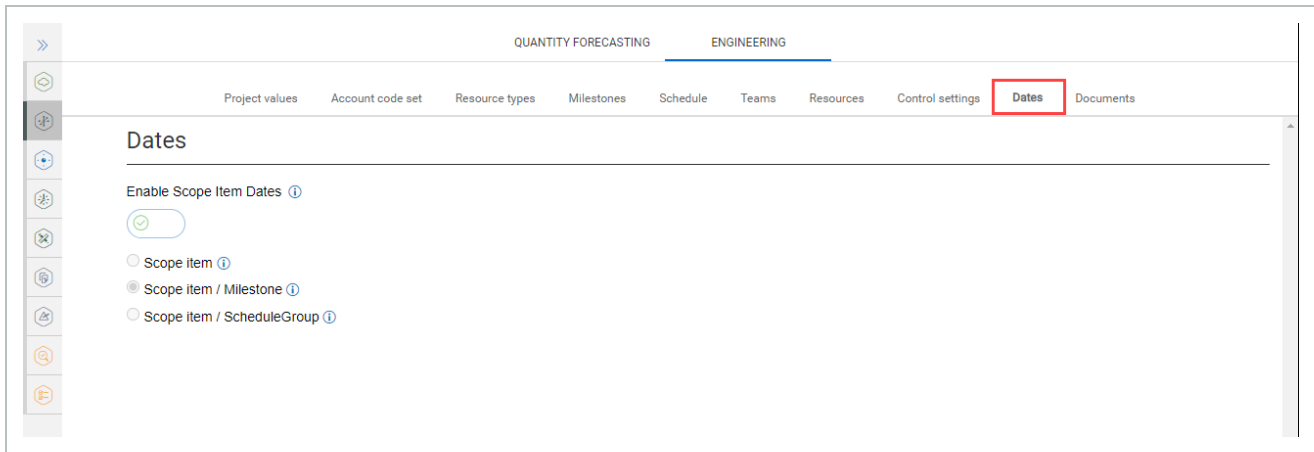 QUANTITY FORECASTING ENGINEERING
Project values Account code set Resource types Milestones Schedule Teams Resources Control settings Dates Documents
Dates
Enable Scope Item Dates
Scope item
Scope item / Milestone
Scope item / ScheduleGroup